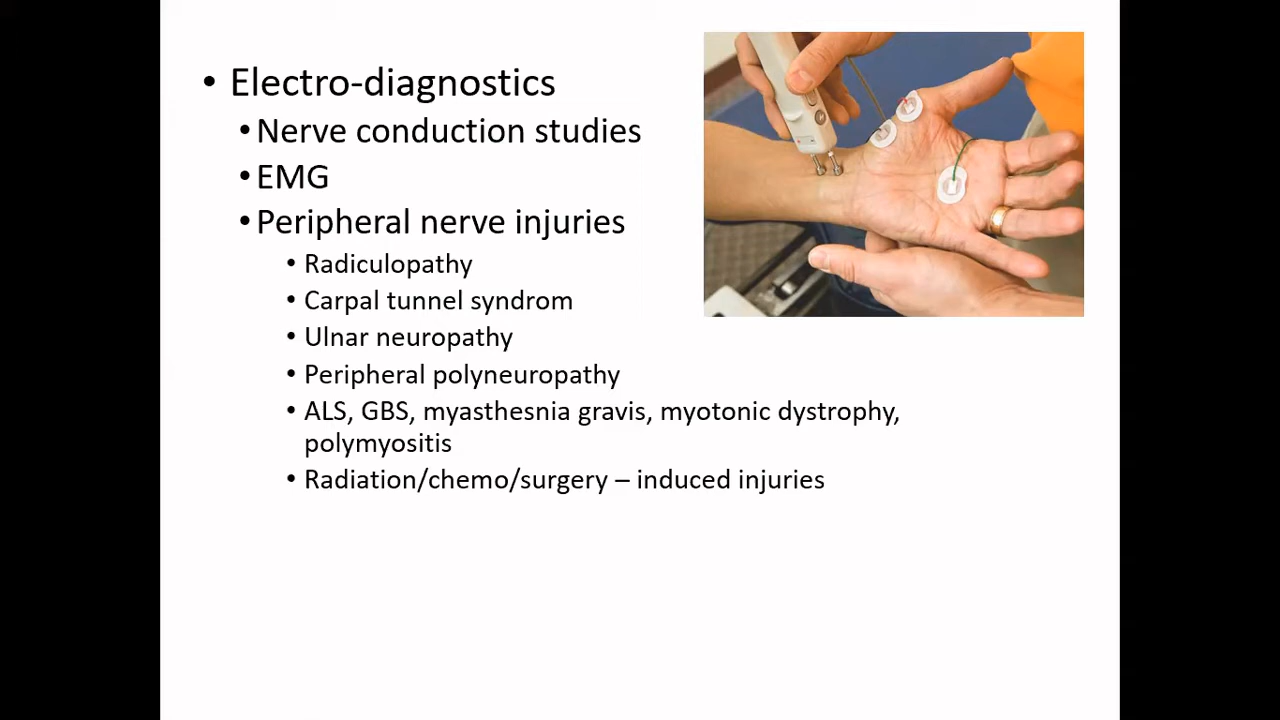 • Electro-diagnostics
• Nerve conduction studies
• EMG
• Peripheral nerve injuries
• Radiculopathy
• Carpal tunnel syndrom
• Ulnar neuropathy
• Peripheral polyneuropathy
• ALS, GBS, myasthesnia gravis, myotonic dystrophy,
polymyositis
• Radiation/chemo/surgery – induced injuries